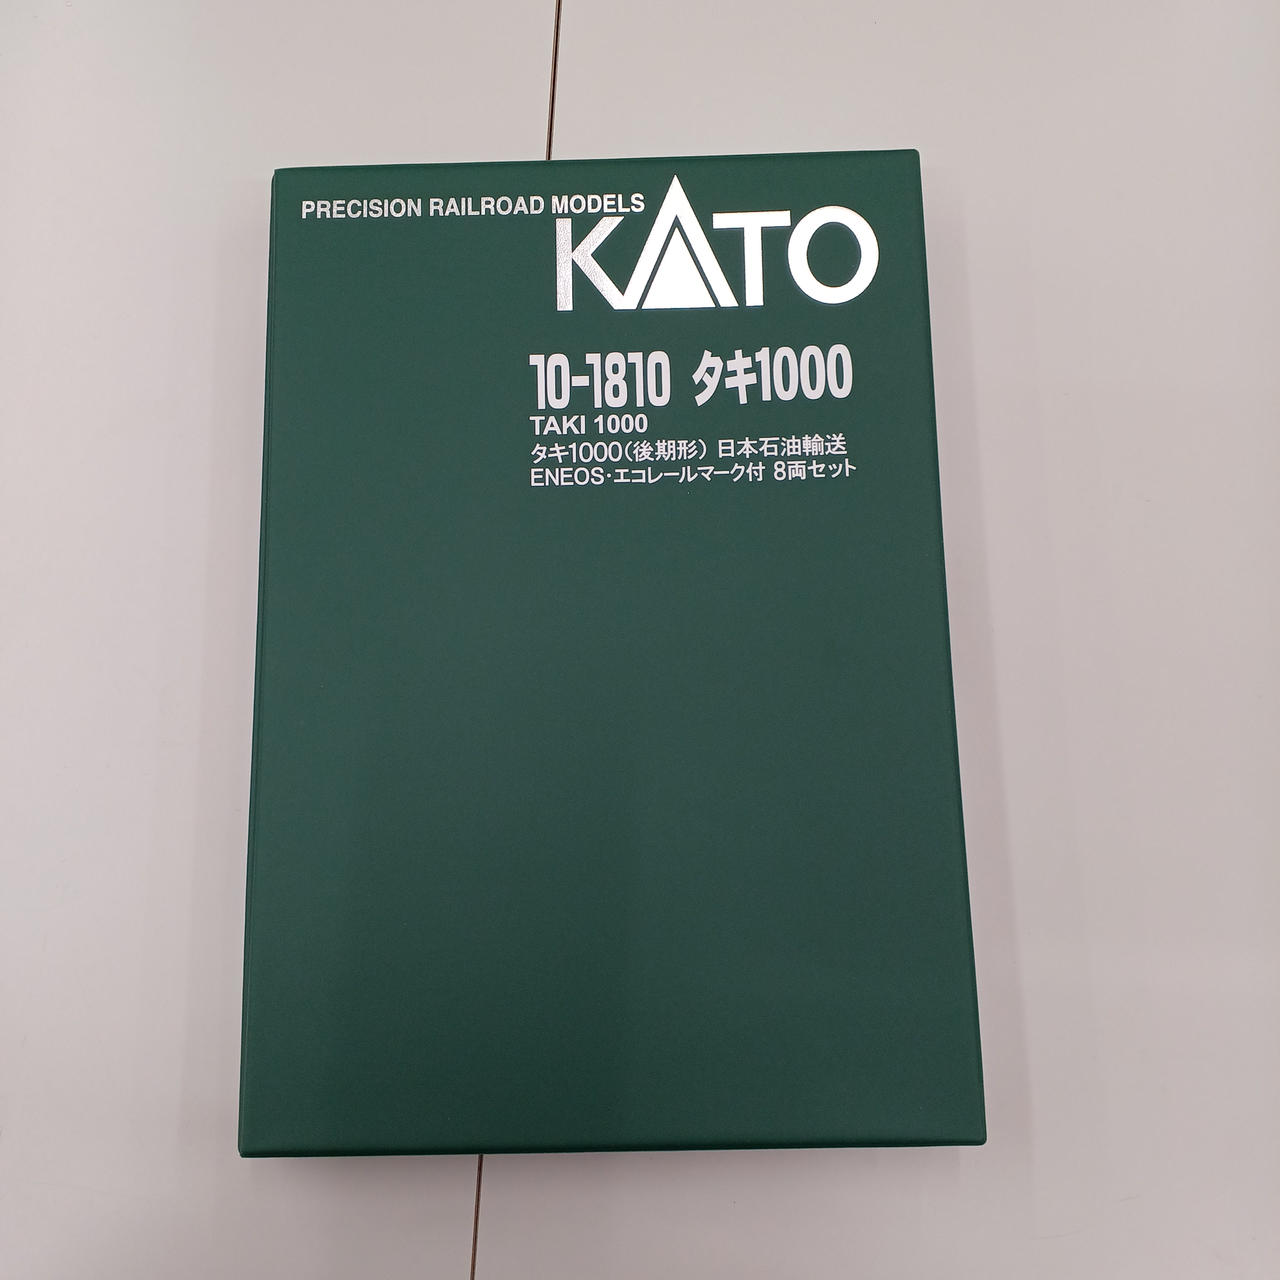 PRECISION RAILROAD MODELS
KATO
10-1810 タキ1000
TAKI 1000
タキ1000(後期形) 日本石油輸送
ENEOS・エコレールマーク付 8両セット